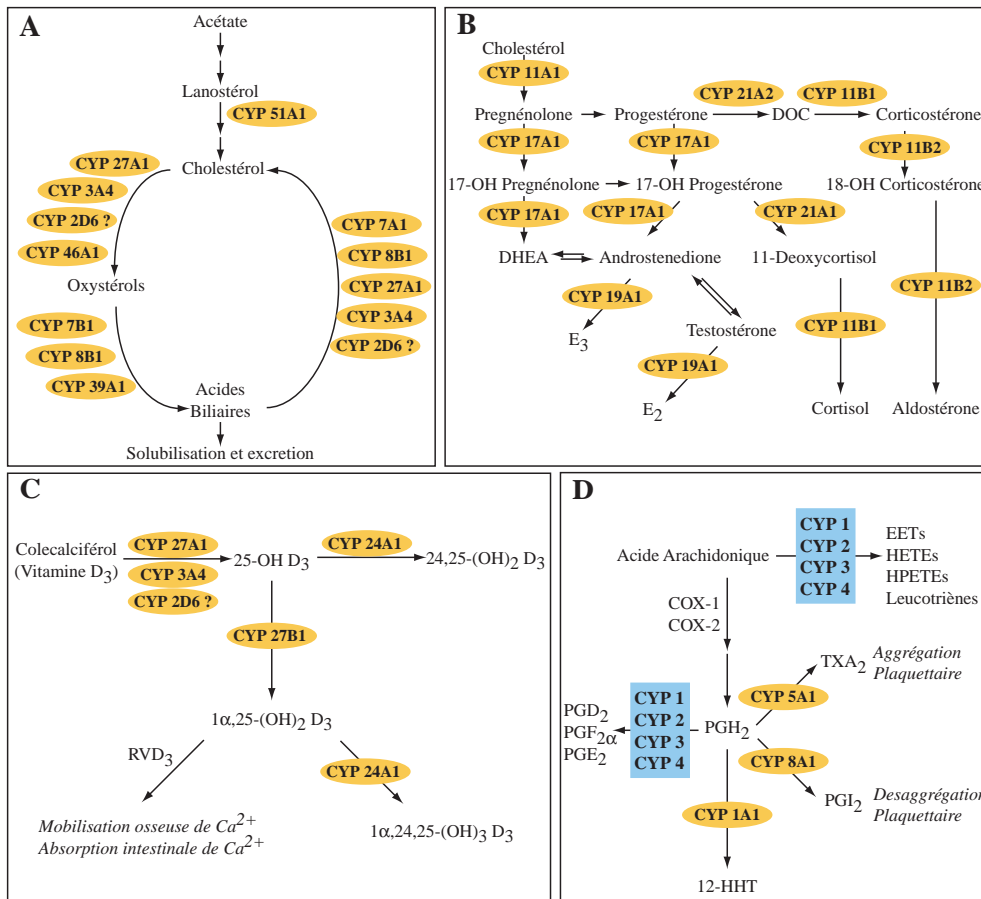 A
Acétate
Lanostérol
CYP 51A1
Cholestérol
CYP 27A1
CYP 3A4
CYP 2D6 ?
CYP 46A1
Oxystérols
CYP 7B1
CYP 8B1
CYP 39A1
CYP 7A1
CYP 8B1
CYP 27A1
CYP 3A4
CYP 2D6 ?
Acides
Biliaires
Solubilisation et excretion
B
Cholestérol
CYP 11A1
CYP 21A2
CYP 11B1
Pregnénolone
Progestérone
DOC
Corticostérone
CYP 17A1
CYP 17A1
CYP 11B2
17-OH Pregnénolone
17-OH Progestérone
18-OH Corticostérone
CYP 17A1
CYP 17A1
CYP 21A1
DHEA
Androstenedione
11-Deoxycortisol
CYP 19A1
CYP 11B2
E3
Testostérone
CYP 11B1
CYP 19A1
E2
Cortisol
Aldostérone
C
Colecalciférol
(Vitamine D3)
CYP 27A1
CYP 3A4
CYP 2D6 ?
25-OH D3
CYP 24A1
24,25-(OH)2 D3
CYP 27B1
1α,25-(OH)2 D3
RVD3
CYP 24A1
Mobilisation osseuse de Ca2+
Absorption intestinale de Ca2+
1α,24,25-(OH)3 D3
D
Acide Arachidonique
CYP 1
CYP 2
CYP 3
CYP 4
EETs
HETEs
HPETEs
Leucotriènes
COX-1
COX-2
TXA2
Aggrégation
Plaquettaire
CYP 5A1
PGD2
PGF2α
PGE2
CYP 1
CYP 2
CYP 3
CYP 4
PGH2
CYP 8A1
PGI2
Desaggrégation
Plaquettaire
CYP 1A1
12-HHT